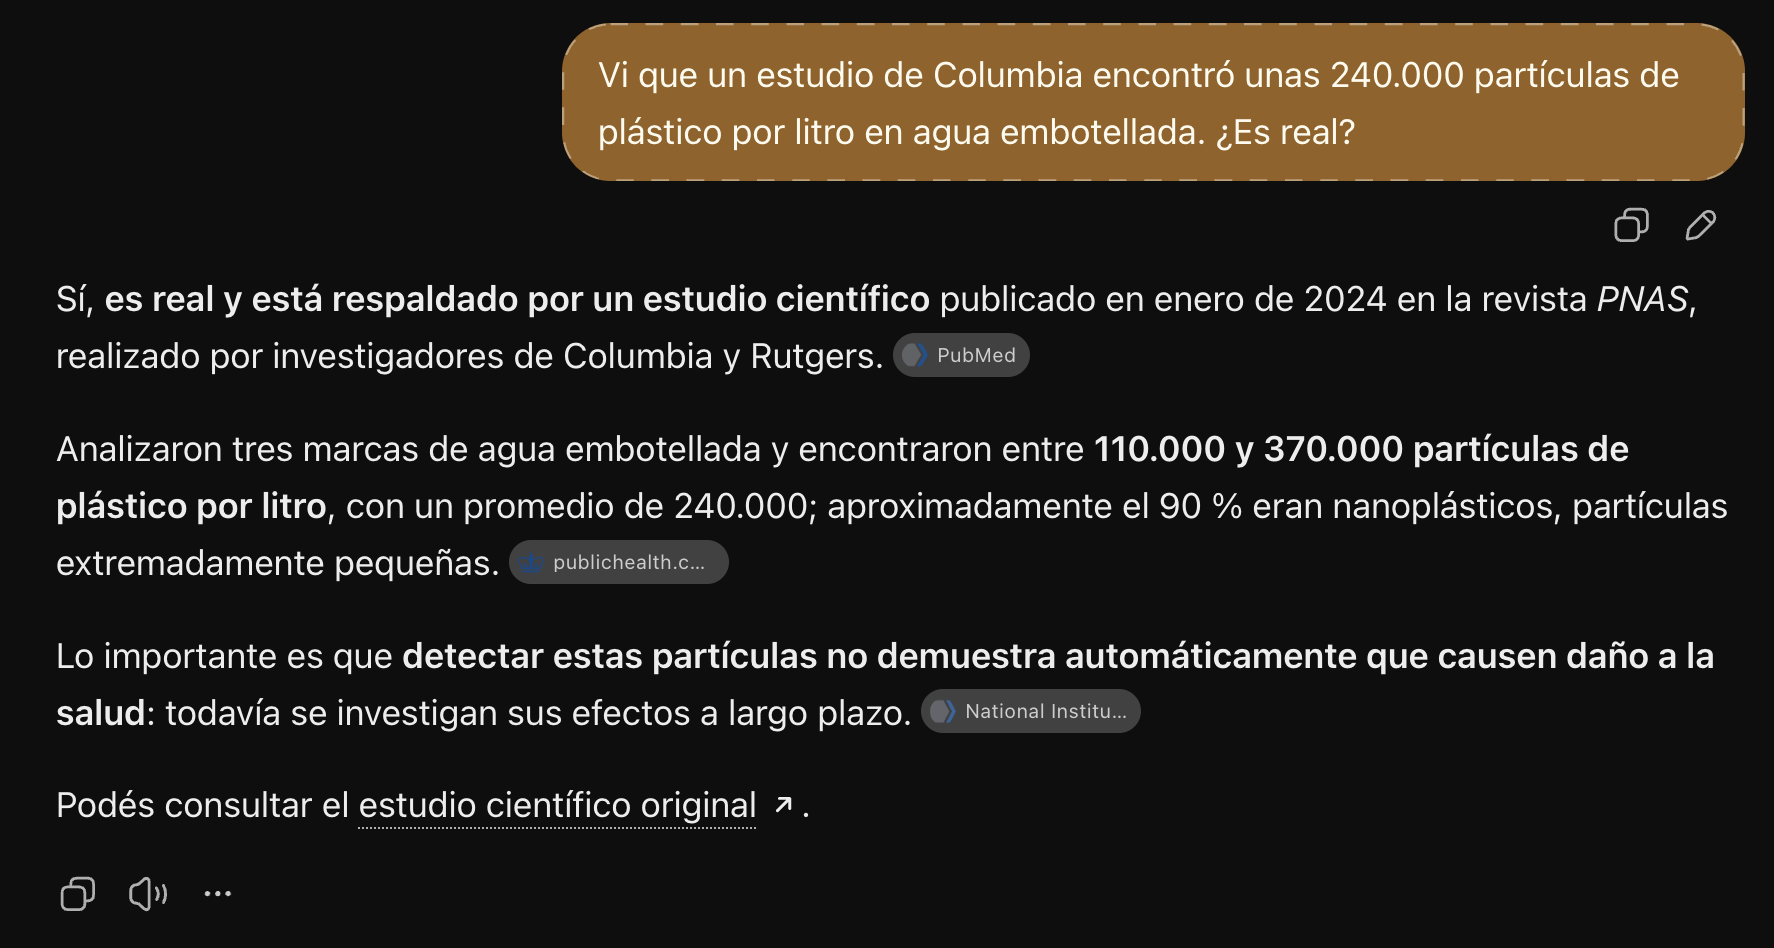 Vi que un estudio de Columbia encontró unas 240.000 partículas de
plástico por litro en agua embotellada. ¿Es real?
Sí, es real y está respaldado por un estudio científico publicado en enero de 2024 en la revista PNAS,
realizado por investigadores de Columbia y Rutgers. PubMed
Analizaron tres marcas de agua embotellada y encontraron entre 110.000 y 370.000 partículas de
plástico por litro, con un promedio de 240.000; aproximadamente el 90 % eran nanoplásticos, partículas
extremadamente pequeñas. publichealth.c...
Lo importante es que detectar estas partículas no demuestra automáticamente que causen daño a la
salud: todavía se investigan sus efectos a largo plazo. National Institu...
Podés consultar el estudio científico original ↗.